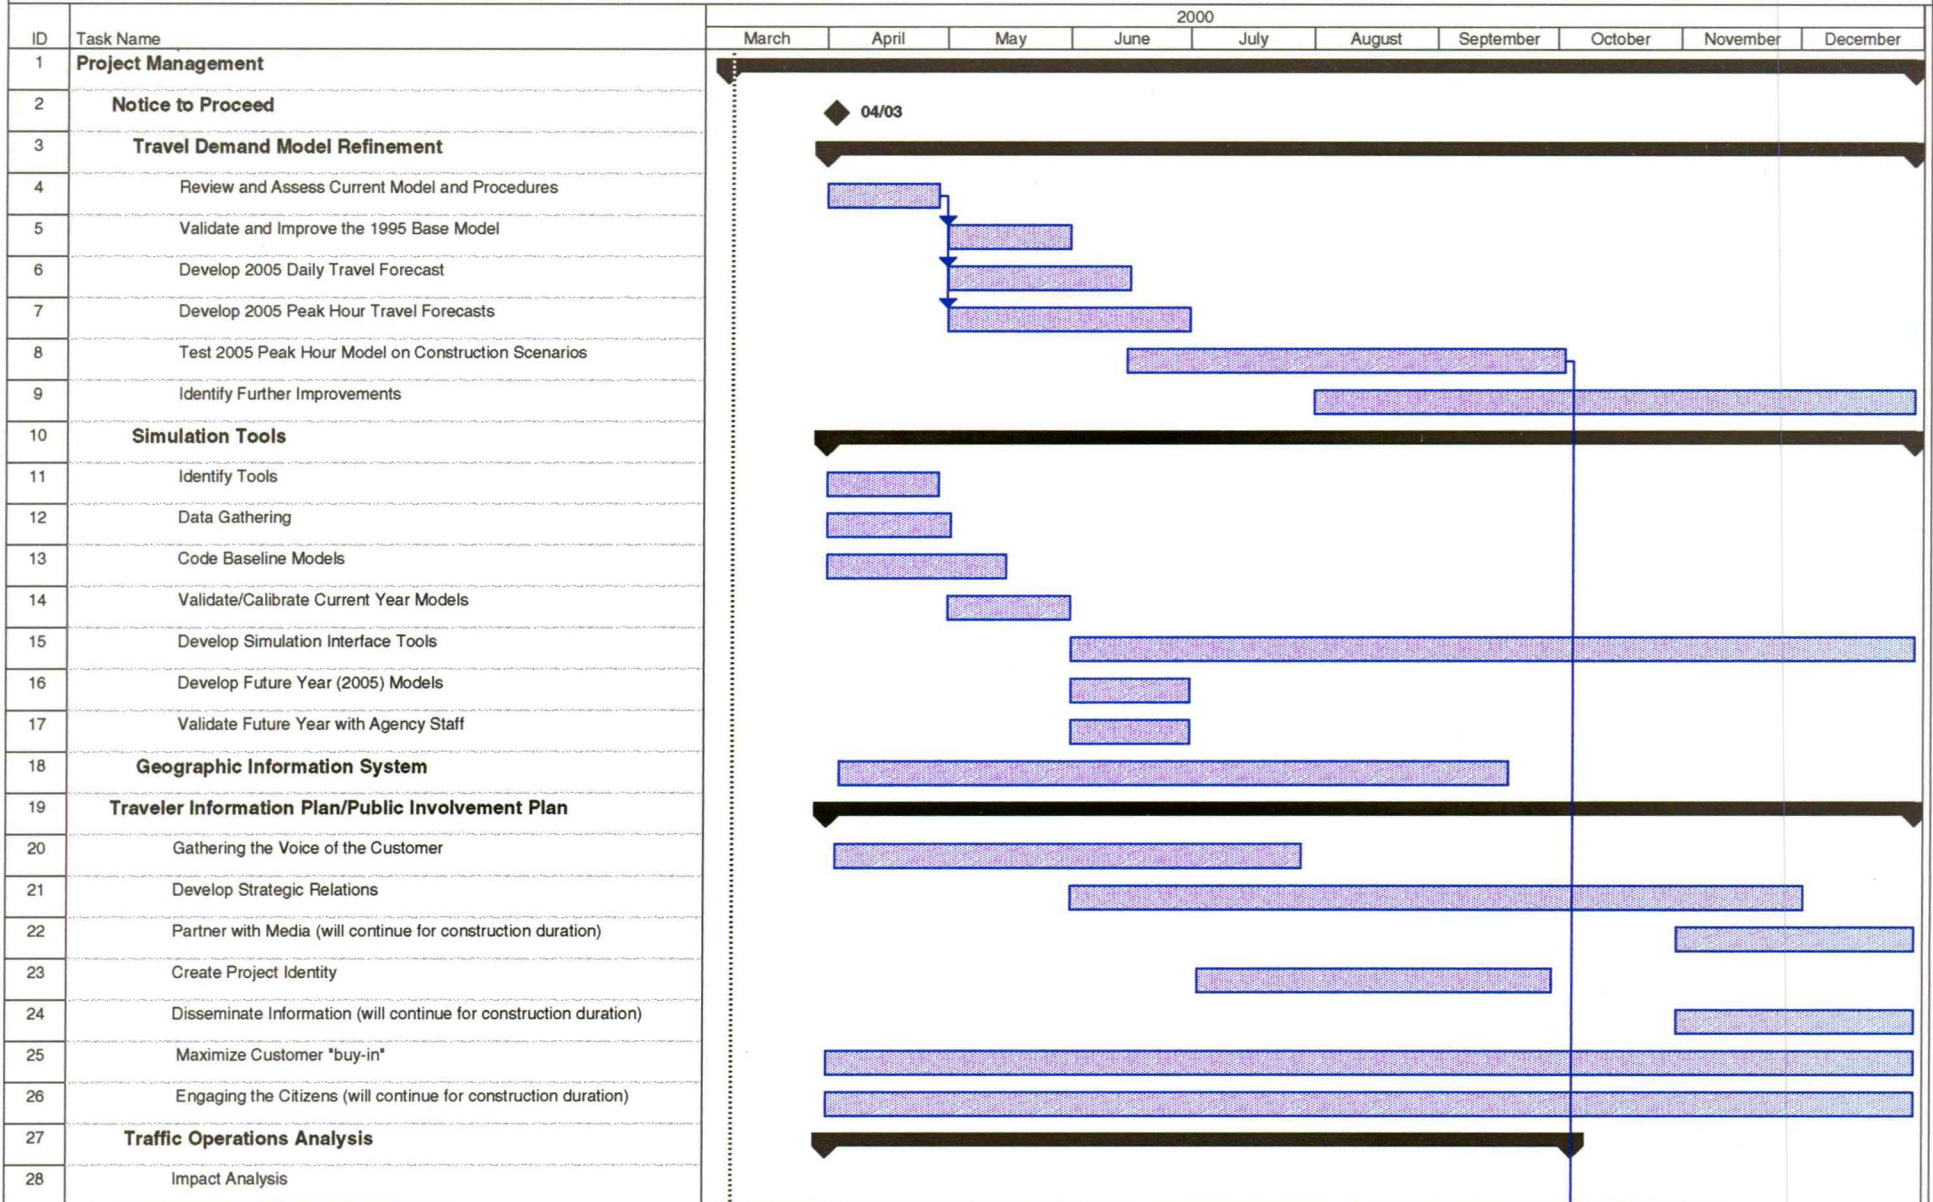 2000
ID Task Name March April May June July August September October November December
1 Project Management
2 Notice to Proceed 04/03
3 Travel Demand Model Refinement
4 Review and Assess Current Model and Procedures
5 Validate and Improve the 1995 Base Model
6 Develop 2005 Daily Travel Forecast
7 Develop 2005 Peak Hour Travel Forecasts
8 Test 2005 Peak Hour Model on Construction Scenarios
9 Identify Further Improvements
10 Simulation Tools
11 Identify Tools
12 Data Gathering
13 Code Baseline Models
14 Validate/Calibrate Current Year Models
15 Develop Simulation Interface Tools
16 Develop Future Year (2005) Models
17 Validate Future Year with Agency Staff
18 Geographic Information System
19 Traveler Information Plan/Public Involvement Plan
20 Gathering the Voice of the Customer
21 Develop Strategic Relations
22 Partner with Media (will continue for construction duration)
23 Create Project Identity
24 Disseminate Information (will continue for construction duration)
25 Maximize Customer "buy-in"
26 Engaging the Citizens (will continue for construction duration)
27 Traffic Operations Analysis
28 Impact Analysis